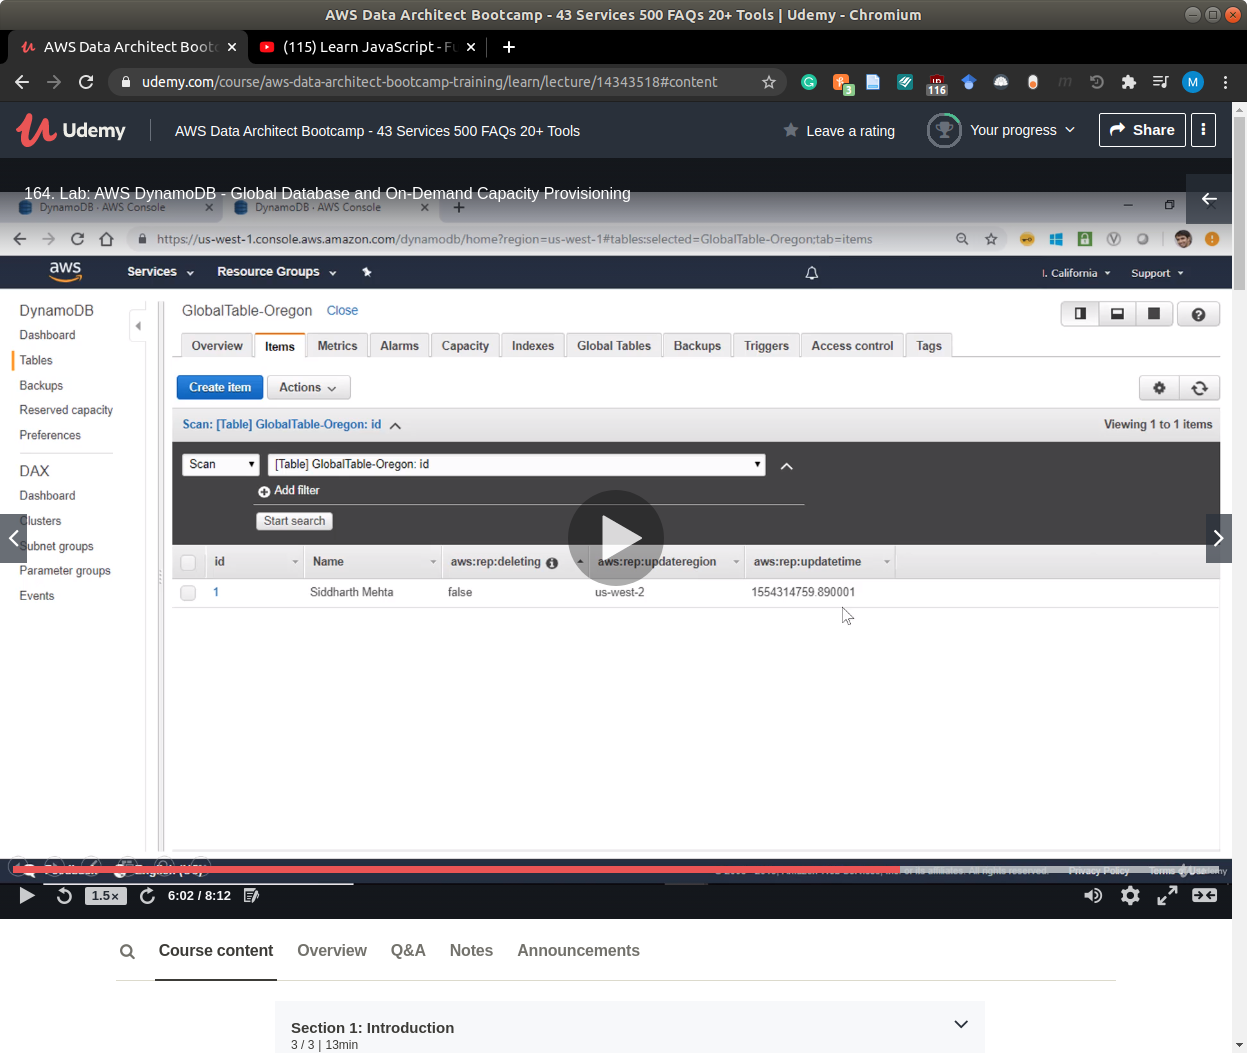 AWS Data Architect Bootcamp - 43 Services 500 FAQs 20+ Tools | Udemy - Chromium
AWS Data Architect Bootc
(115) Learn JavaScript - Fu
udemy.com/course/aws-data-architect-bootcamp-training/learn/lecture/14343518#content
3
116
M
Udemy
AWS Data Architect Bootcamp - 43 Services 500 FAQs 20+ Tools
Leave a rating
Your progress
Share
164. Lab: AWS DynamoDB - Global Database and On-Demand Capacity Provisioning
DynamoDB · AWS Console
DynamoDB · AWS Console
https://us-west-1.console.aws.amazon.com/dynamodb/home?region=us-west-1#tables:selected=GlobalTable-Oregon;tab=items
aws
Services
Resource Groups
. California
Support
DynamoDB
Dashboard
Tables
Backups
Reserved capacity
Preferences
DAX
Dashboard
Clusters
Subnet groups
Parameter groups
Events
GlobalTable-Oregon
Close
Overview
Items
Metrics
Alarms
Capacity
Indexes
Global Tables
Backups
Triggers
Access control
Tags
Create item
Actions
Scan: [Table] GlobalTable-Oregon: id
Viewing 1 to 1 items
Scan
[Table] GlobalTable-Oregon: id
Add filter
Start search
id
Name
aws:rep:deleting
aws:rep:updateregion
aws:rep:updatetime
1
Siddharth Mehta
false
us-west-2
1554314759.890001
Privacy Policy
1.5×
6:02 / 8:12
Course content
Overview
Q&A
Notes
Announcements
Section 1: Introduction
3 / 3 | 13min